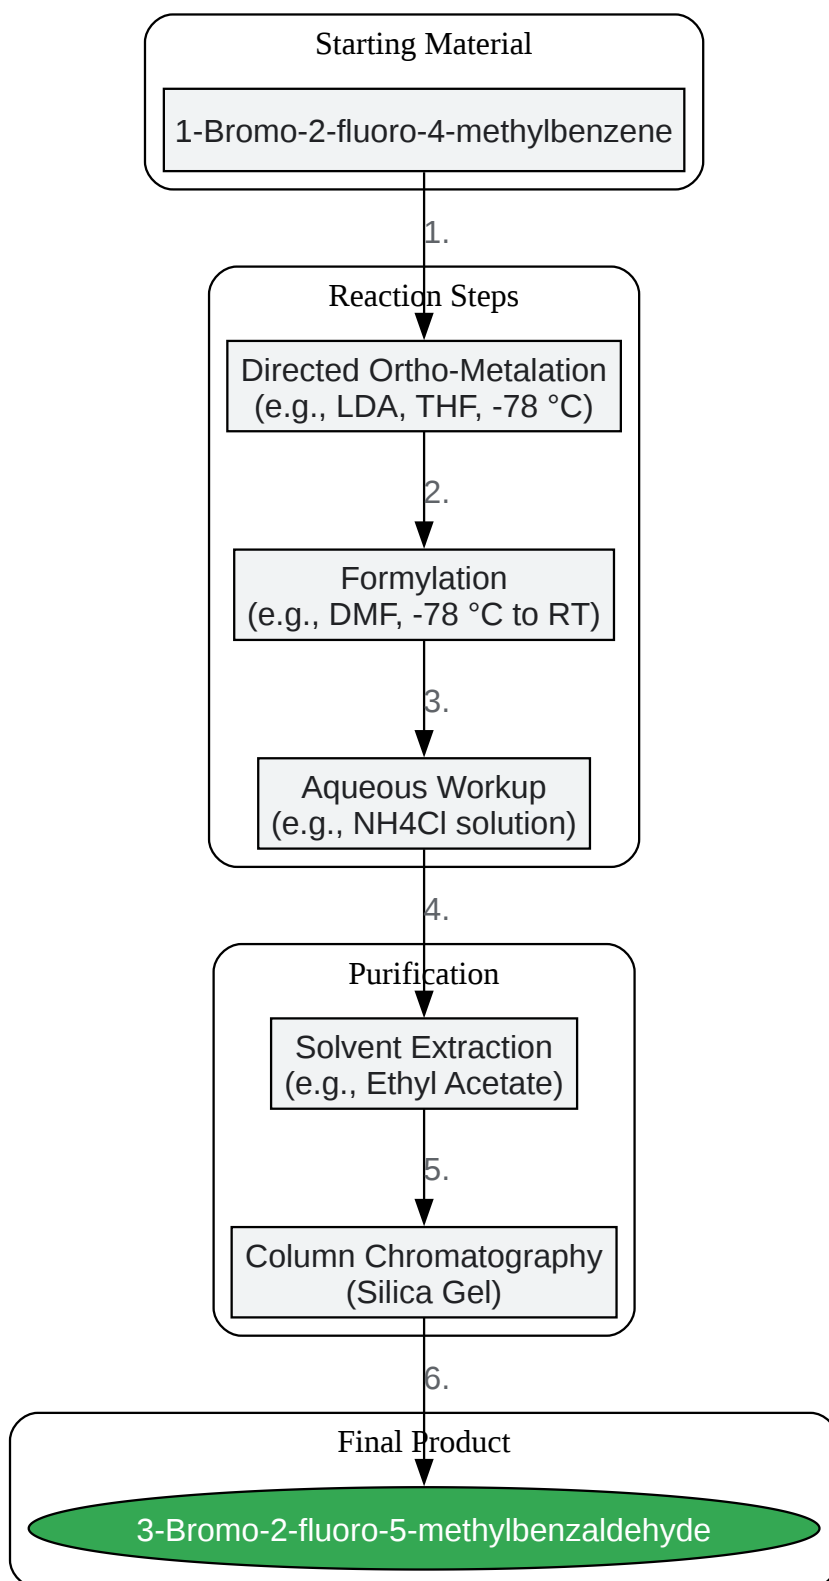 Starting Material
1-Bromo-2-fluoro-4-methylbenzene
1.
Reaction Steps
Directed Ortho-Metalation
(e.g., LDA, THF, -78 °C)
2.
Formylation
(e.g., DMF, -78 °C to RT)
3.
Aqueous Workup
(e.g., NH4Cl solution)
4.
Purification
Solvent Extraction
(e.g., Ethyl Acetate)
5.
Column Chromatography
(Silica Gel)
6.
Final Product
3-Bromo-2-fluoro-5-methylbenzaldehyde